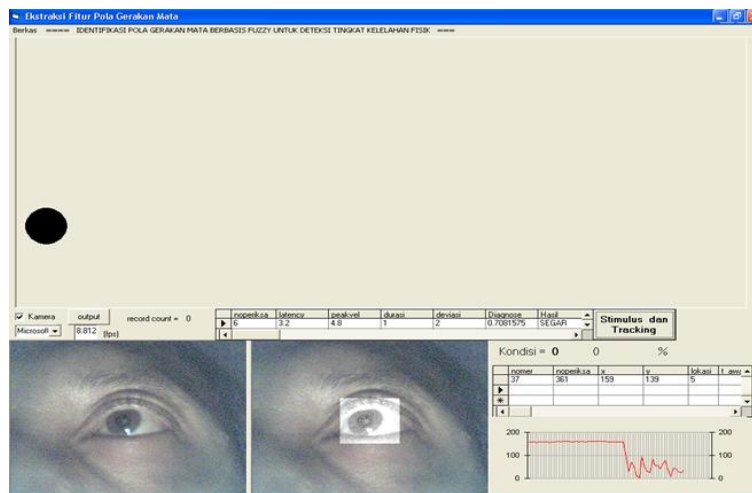 Ekstraksi Fitur Pola Gerakan Mata
Berkas ==== IDENTIFIKASI POLA GERAKAN MATA BERBASIS FUZZY UNTUK DETEKSI TINGKAT KELELAHAN FISIK ===
Kamera output record count = 0
Microsoft 8.812 (fps)
noperiksa latency peakvel durasi deviasi Diagnose Hasil
6 3.2 4.8 1 2 0.7081575 SEGAR
Stimulus dan
Tracking
Kondisi = 0 0 %
nomer noperiksa x y lokasi t_awa
37 361 159 139 5
200 200
100 100
0 0